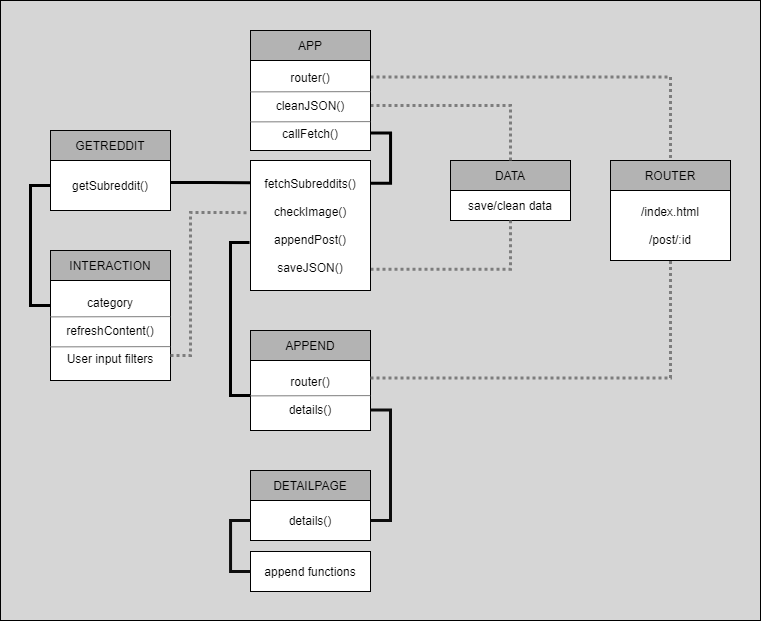 APP
router()
cleanJSON()
callFetch()
GETREDDIT
getSubreddit()
fetchSubreddits()
checkImage()
appendPost()
saveJSON()
DATA
save/clean data
ROUTER
/index.html
/post/:id
INTERACTION
category
refreshContent()
User input filters
APPEND
router()
details()
DETAILPAGE
details()
append functions